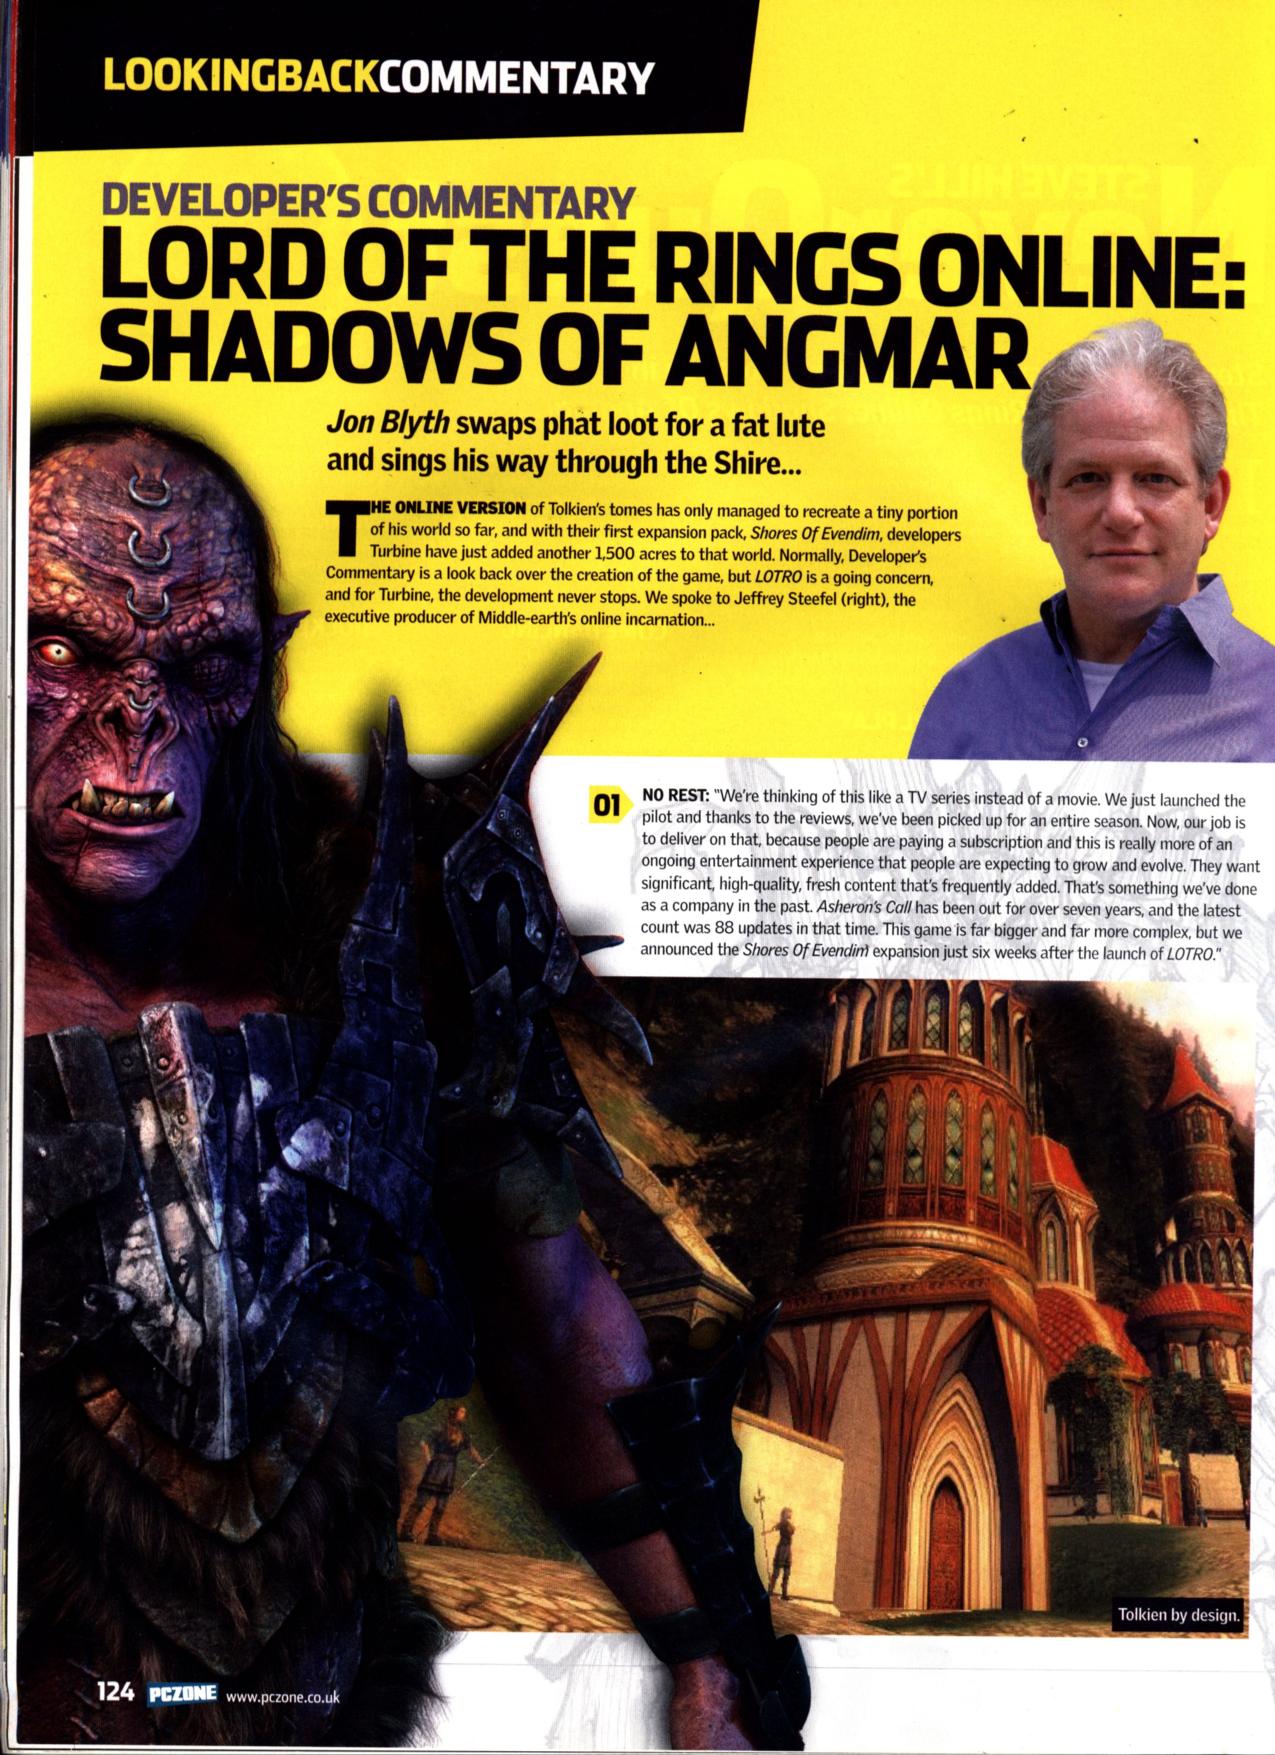 LOOKINGBACKCOMMENTARY
DEVELOPER'S COMMENTARY
LORD OF THE RINGS ONLINE:
SHADOWS OF ANGMAR
Jon Blyth swaps phat loot for a fat lute
and sings his way through the Shire...
THE ONLINE VERSION of Tolkien's tomes has only managed to recreate a tiny portion
of his world so far, and with their first expansion pack, Shores Of Evendim, developers
Turbine have just added another 1,500 acres to that world. Normally, Developer's
Commentary is a look back over the creation of the game, but LOTRO is a going concern,
and for Turbine, the development never stops. We spoke to Jeffrey Steefel (right), the
executive producer of Middle-earth's online incarnation...
01
NO REST: "We're thinking of this like a TV series instead of a movie. We just launched the
pilot and thanks to the reviews, we've been picked up for an entire season. Now, our job is
to deliver on that, because people are paying a subscription and this is really more of an
ongoing entertainment experience that people are expecting to grow and evolve. They want
significant, high-quality, fresh content that's frequently added. That's something we've done
as a company in the past. Asheron's Call has been out for over seven years, and the latest
count was 88 updates in that time. This game is far bigger and far more complex, but we
announced the Shores Of Evendim expansion just six weeks after the launch of LOTRO."
Tolkien by design.
124 PCZONE www.pczone.co.uk